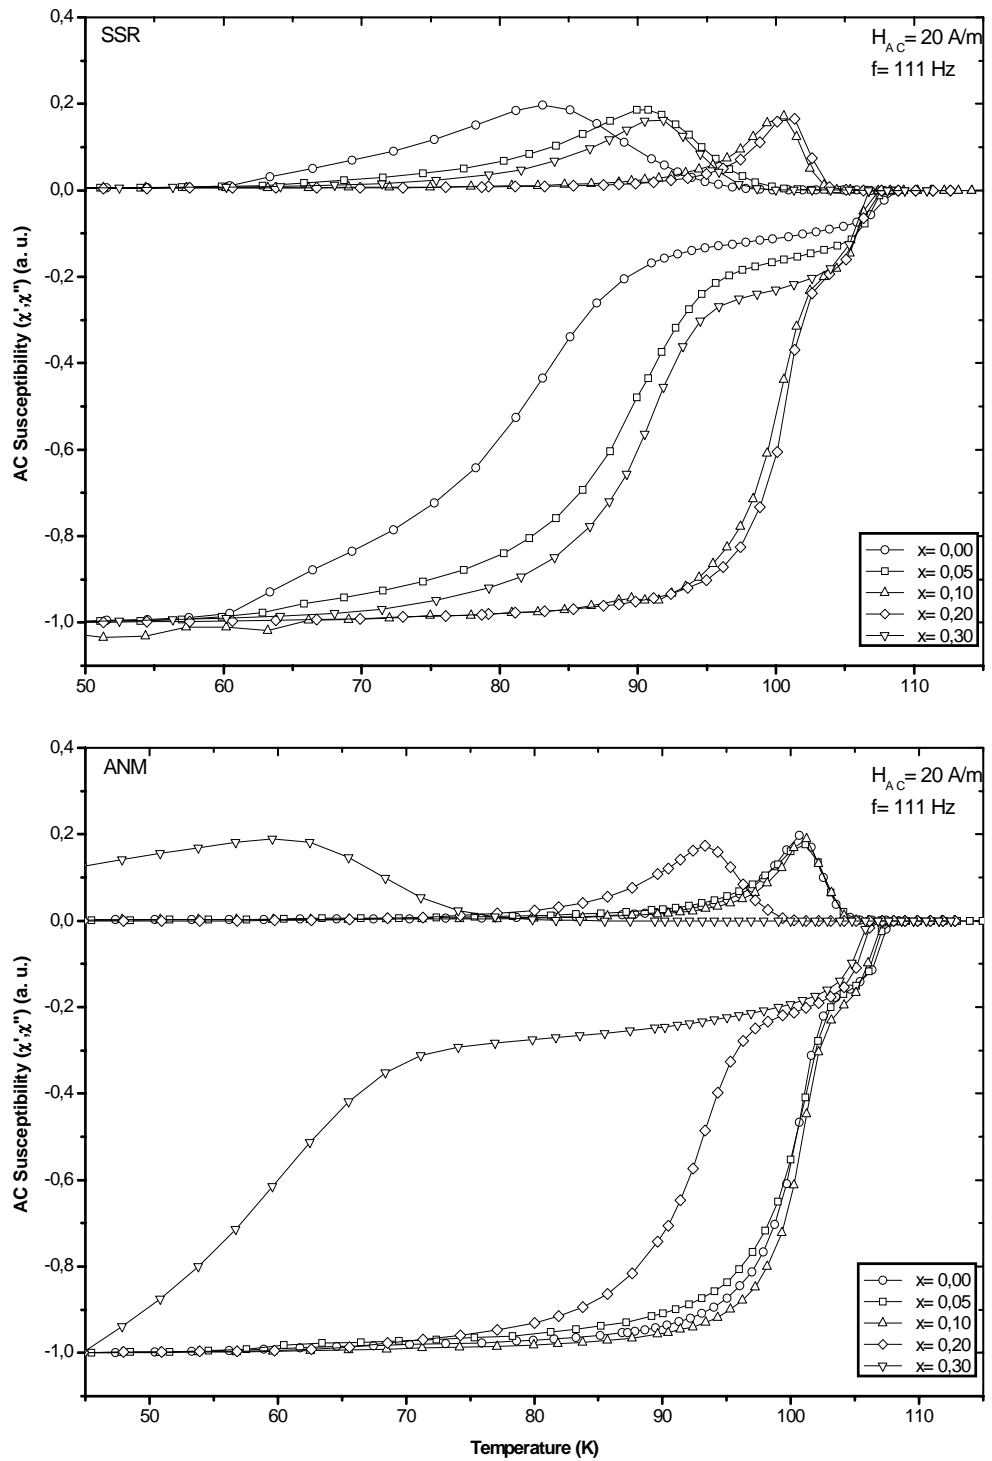 0,4
SSR
H_AC= 20 A/m
f= 111 Hz
0,2
0,0
-0,2
-0,4
-0,6
-0,8
-1,0
AC Susceptibility (χ',χ") (a. u.)
x= 0,00
x= 0,05
x= 0,10
x= 0,20
x= 0,30
50 60 70 80 90 100 110
0,4
ANM
H_AC= 20 A/m
f= 111 Hz
0,2
0,0
-0,2
-0,4
-0,6
-0,8
-1,0
AC Susceptibility (χ',χ") (a. u.)
x= 0,00
x= 0,05
x= 0,10
x= 0,20
x= 0,30
50 60 70 80 90 100 110
Temperature (K)